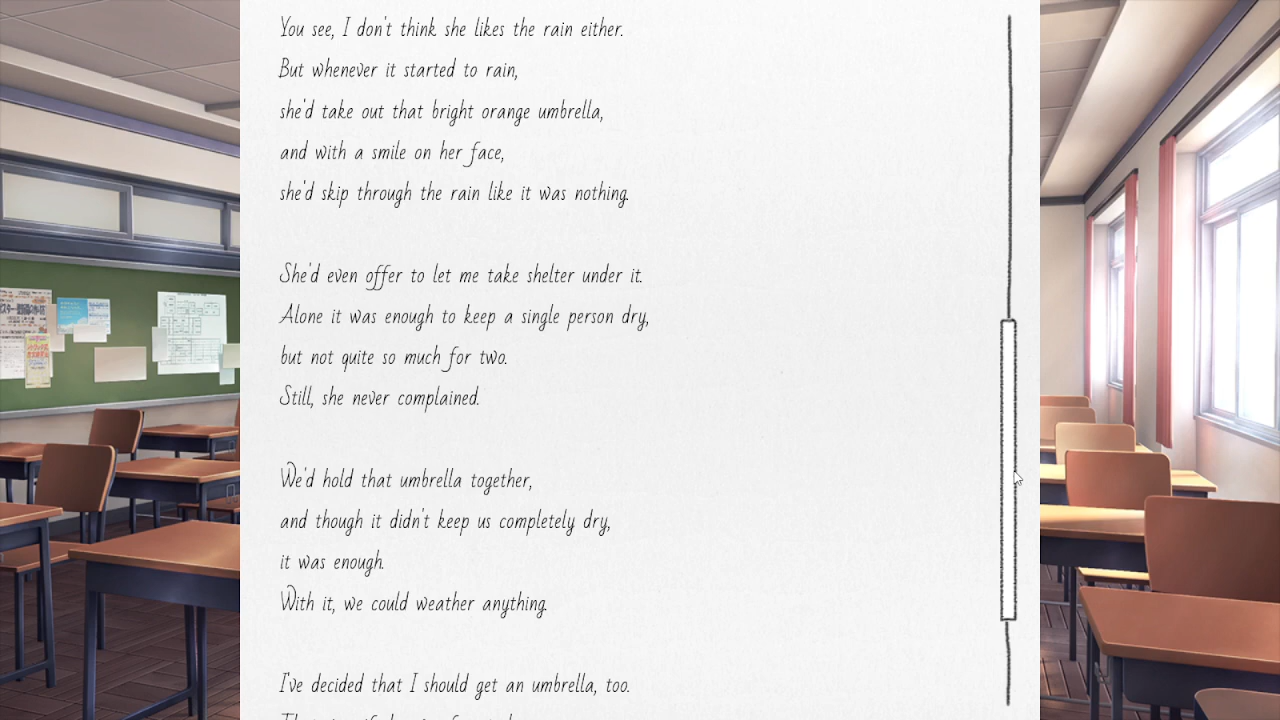 You see, I don't think she likes the rain either.
But whenever it started to rain,
she'd take out that bright orange umbrella,
and with a smile on her face,
she'd skip through the rain like it was nothing.
She'd even offer to let me take shelter under it.
Alone it was enough to keep a single person dry,
but not quite so much for two.
Still, she never complained.
We'd hold that umbrella together,
and though it didn't keep us completely dry,
it was enough.
With it, we could weather anything.
I've decided that I should get an umbrella, too.